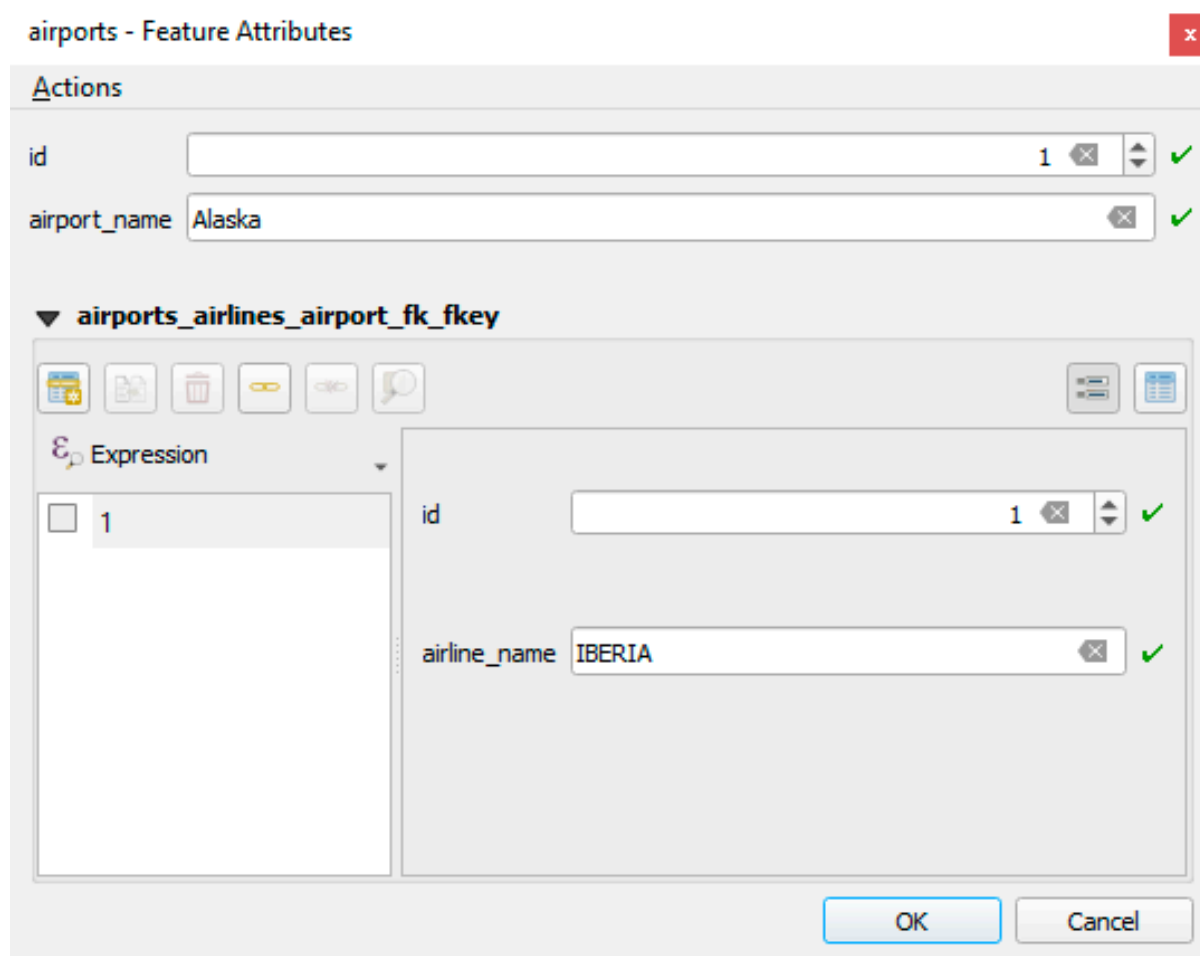 airports - Feature Attributes
x
Actions
id 1
airport_name Alaska
airports_airlines_airport_fk_fkey
ε Expression
1
id 1
airline_name IBERIA
OK Cancel